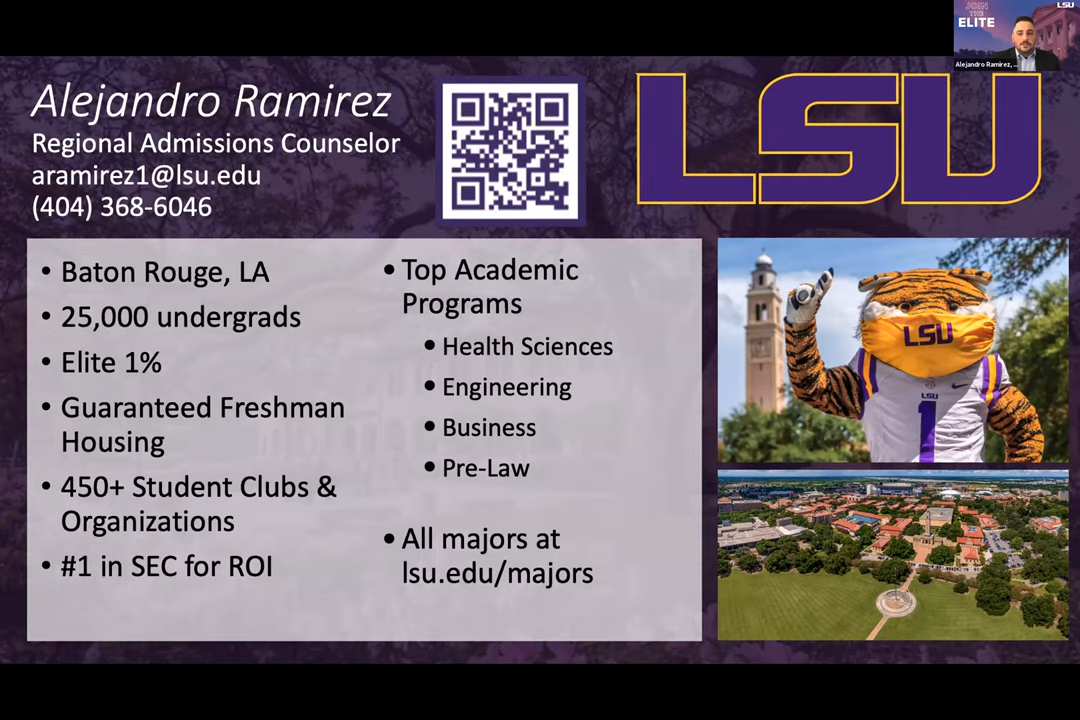 JOIN
THE
ELITE
LSU
Alejandro Ramirez, ...
Alejandro Ramirez
Regional Admissions Counselor
aramirez1@lsu.edu
(404) 368-6046
LSU
• Baton Rouge, LA
• 25,000 undergrads
• Elite 1%
• Guaranteed Freshman
Housing
• 450+ Student Clubs &
Organizations
• #1 in SEC for ROI
• Top Academic
Programs
• Health Sciences
• Engineering
• Business
• Pre-Law
• All majors at
lsu.edu/majors
LSU
LSU
1